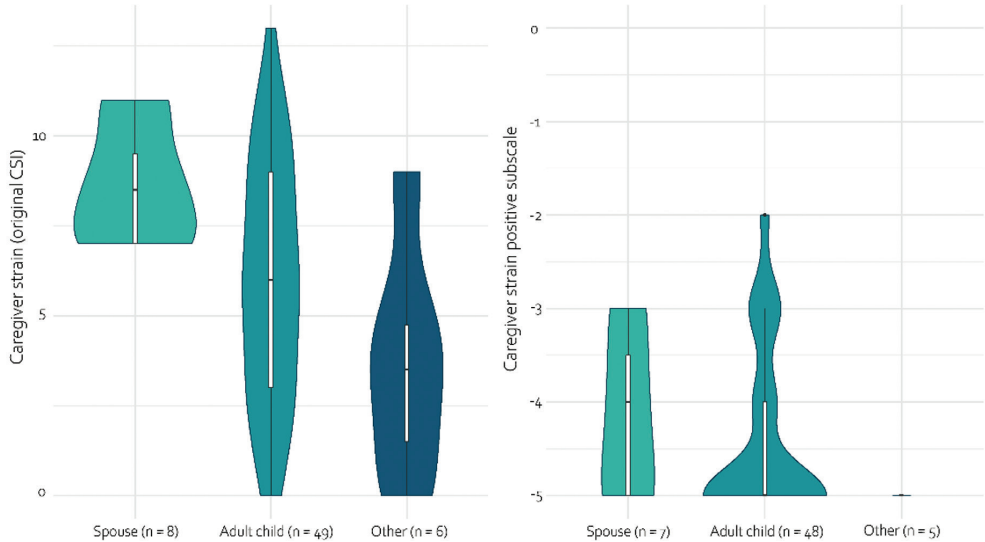 Caregiver strain (original CSI)
10
5
0
Spouse (n = 8)
Adult child (n = 49)
Other (n = 6)
Caregiver strain positive subscale
0
-1
-2
-3
-4
-5
Spouse (n = 7)
Adult child (n = 48)
Other (n = 5)